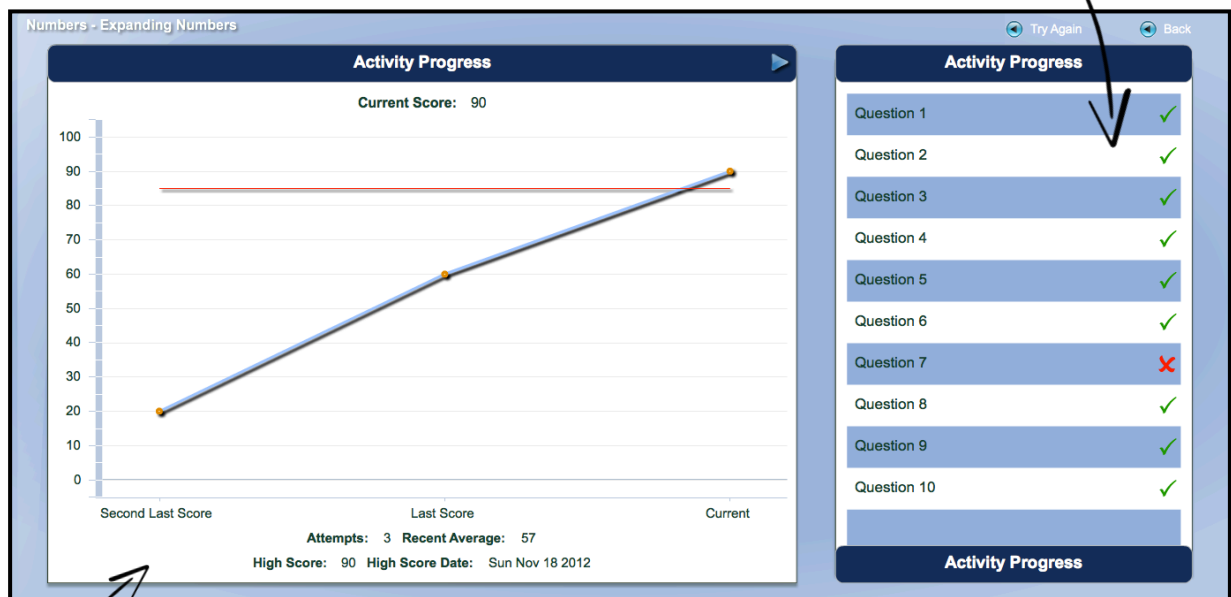 Numbers - Expanding Numbers
Try Again
Back
Activity Progress
Current Score: 90
100
90
80
70
60
50
40
30
20
10
0
Second Last Score
Last Score
Current
Attempts: 3 Recent Average: 57
High Score: 90 High Score Date: Sun Nov 18 2012
Activity Progress
Question 1
Question 2
Question 3
Question 4
Question 5
Question 6
Question 7
Question 8
Question 9
Question 10
Activity Progress